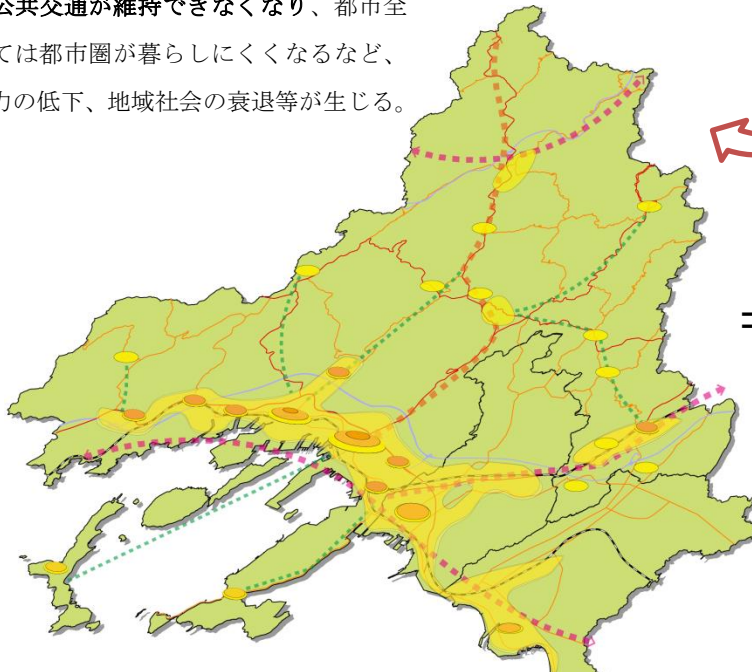 公共交通が維持できなくなり、都市全
ては都市圏が暮らしにくくなるなど、
力の低下、地域社会の衰退等が生じる。